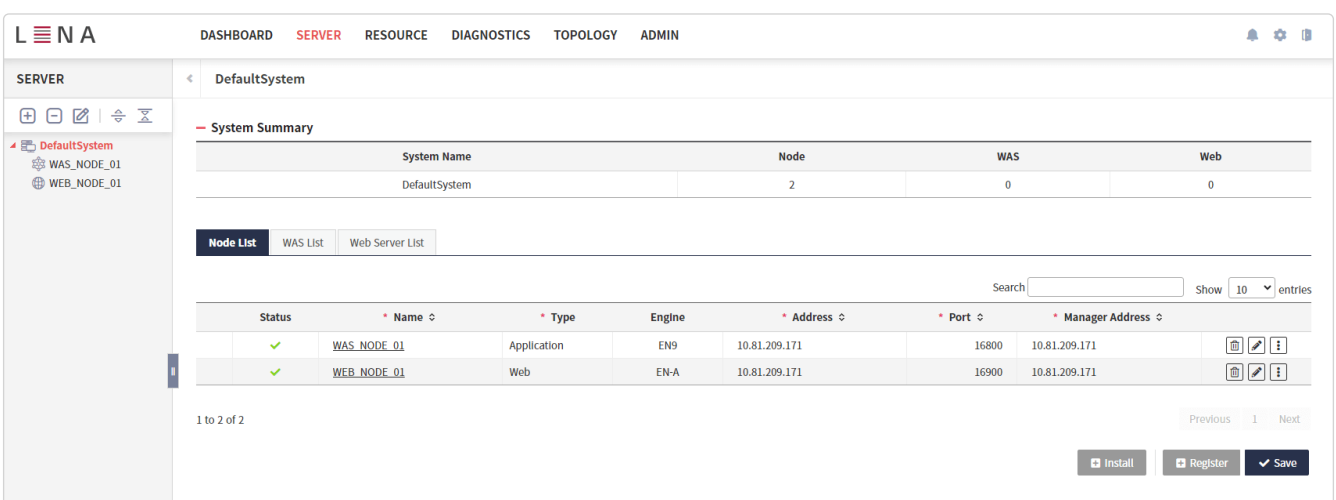 LENA
DASHBOARD SERVER RESOURCE DIAGNOSTICS TOPOLOGY ADMIN
SERVER
DefaultSystem
System Summary
System Name Node WAS Web
DefaultSystem 2 0 0
DefaultSystem
WAS_NODE_01
WEB_NODE_01
Node List WAS List Web Server List
Search Show 10 entries
Status * Name * Type Engine * Address * Port * Manager Address
WAS_NODE_01 Application EN9 10.81.209.171 16800 10.81.209.171
WEB_NODE_01 Web EN-A 10.81.209.171 16900 10.81.209.171
1 to 2 of 2
Previous 1 Next
Install Register Save